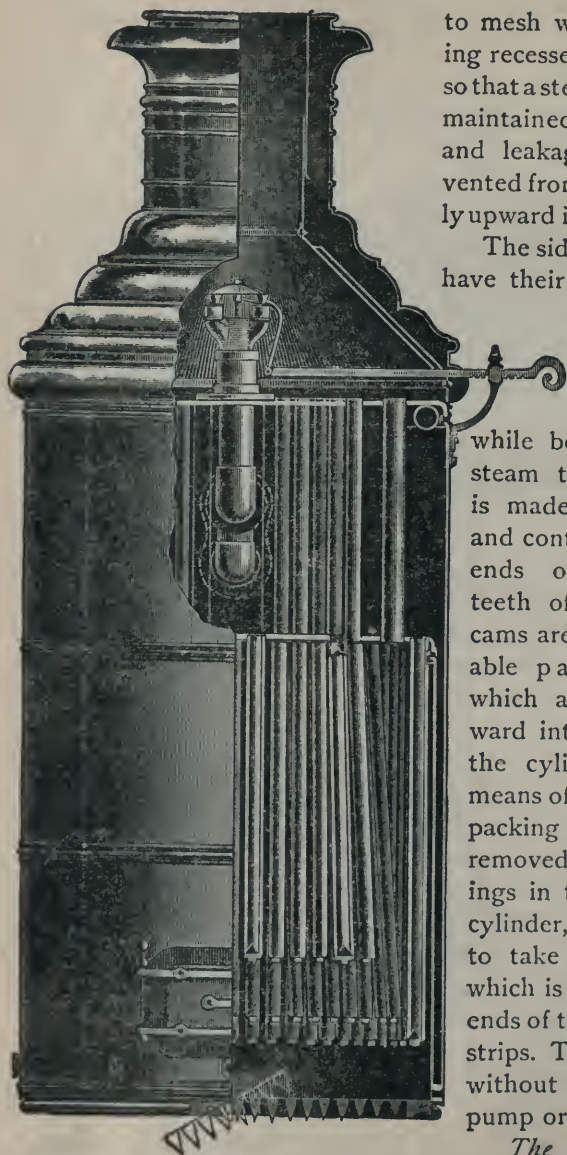 to mesh w
ing recesse
so that a ste
maintained
and leakag
vented from
ly upward i
The sid
have their
while be
steam t
is made
and cont
ends o
teeth of
cams are
able pa
which a
ward int
the cyli
means of
packing
removed
ings in t
cylinder,
to take
which is
ends of t
strips. T
without
pump or
The